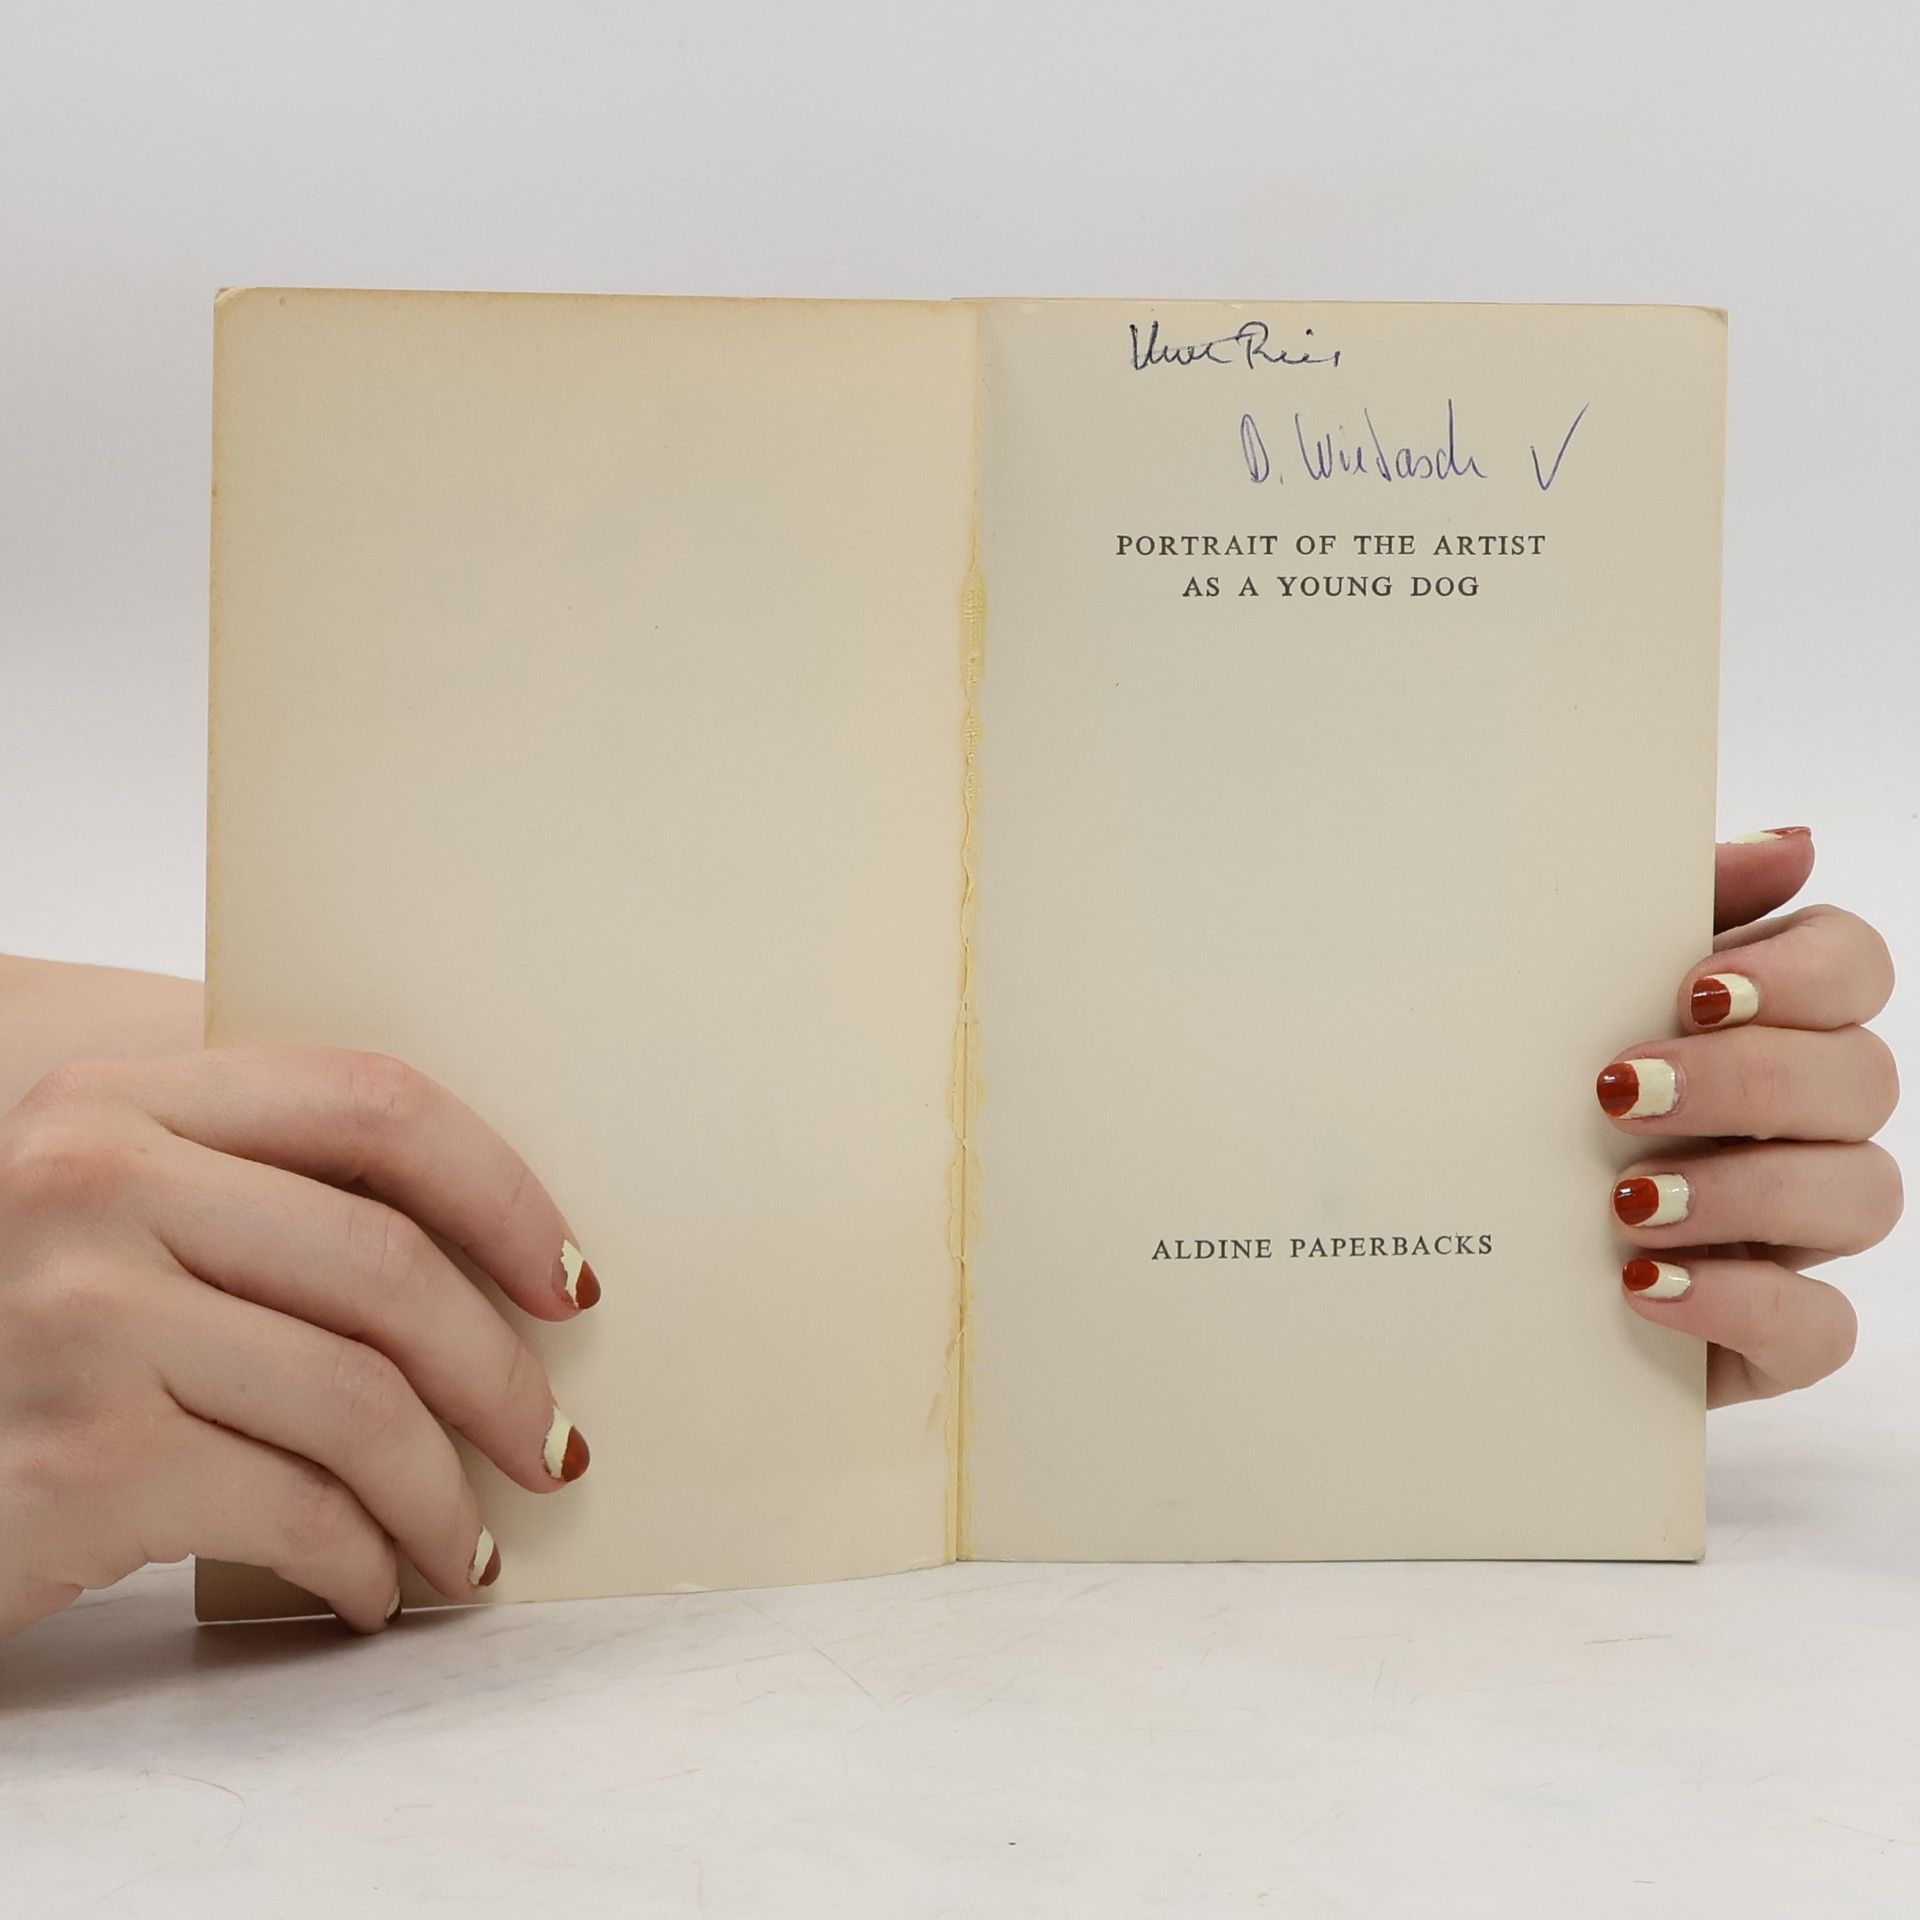 D. Wiedasch ✓
PORTRAIT OF THE ARTIST
AS A YOUNG DOG
ALDINE PAPERBACKS